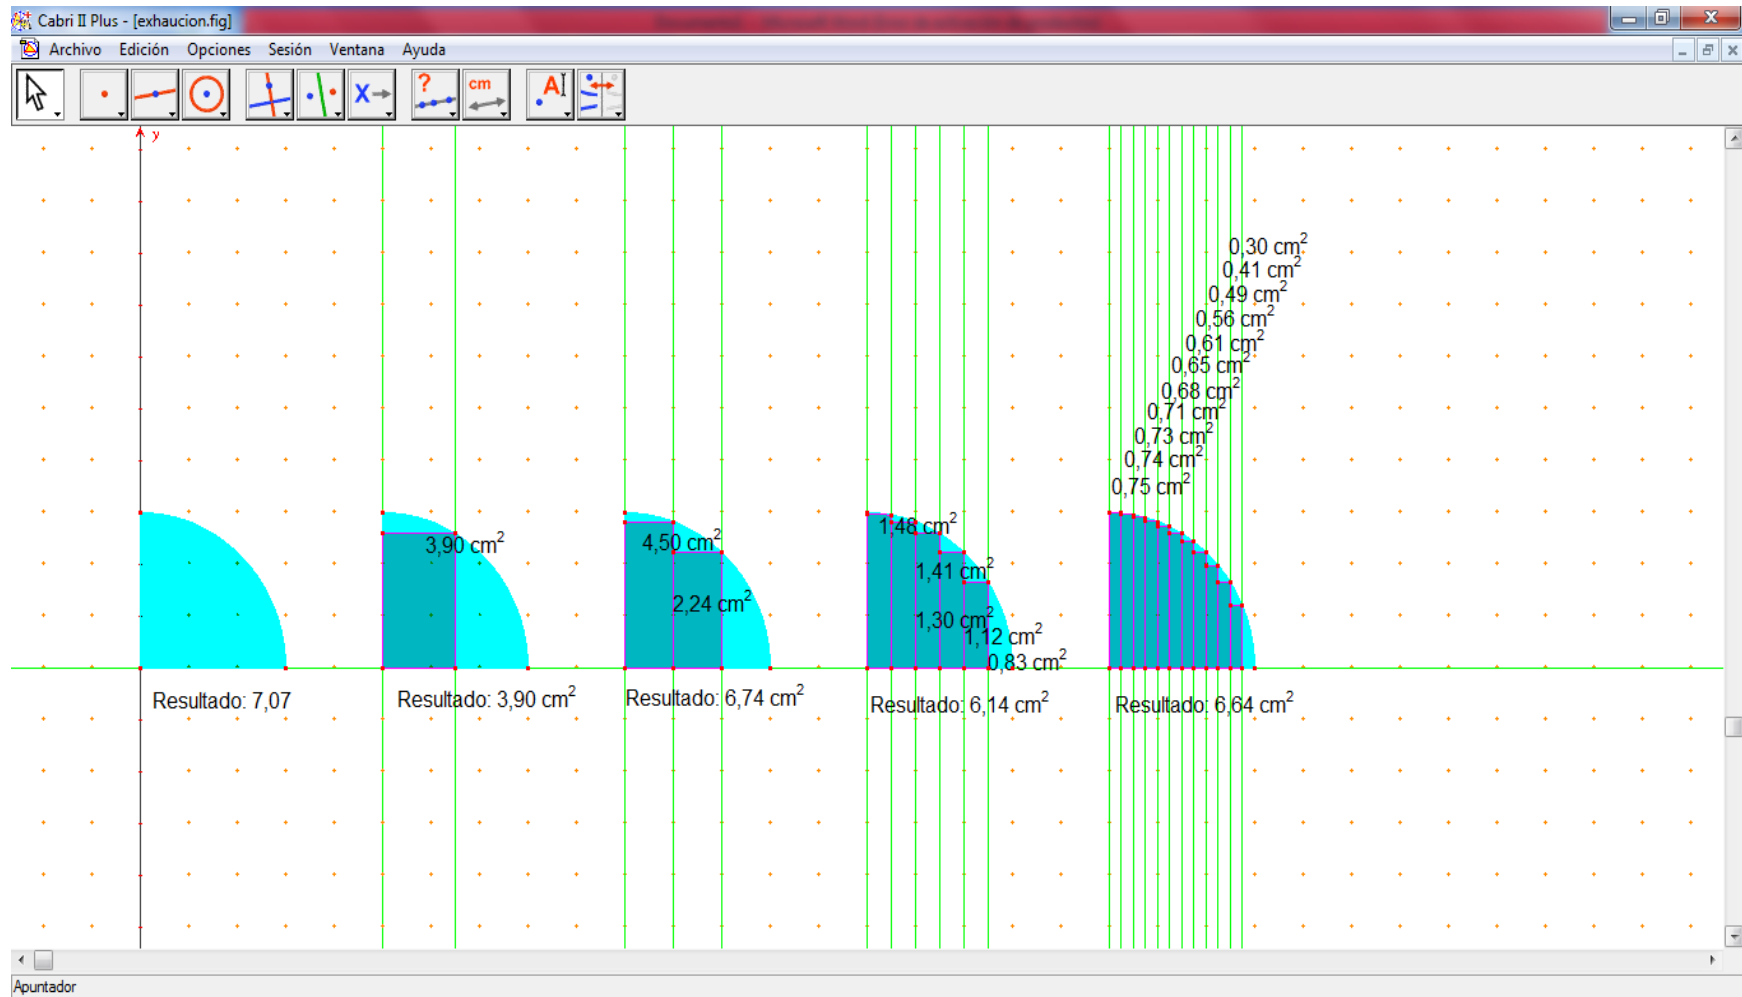 Cabri II Plus - [exhaucion.fig]
Archivo Edición Opciones Sesión Ventana Ayuda
? cm A
X
y
0,30 cm²
0,41 cm²
0,49 cm²
0,56 cm²
0,61 cm²
0,65 cm²
0,68 cm²
0,71 cm²
0,73 cm²
0,74 cm²
0,75 cm²
3,90 cm²
4,50 cm²
2,24 cm²
1,48 cm²
1,41 cm²
1,30 cm²
1,12 cm²
0,83 cm²
Resultado: 7,07
Resultado: 3,90 cm²
Resultado: 6,74 cm²
Resultado: 6,14 cm²
Resultado: 6,64 cm²
Apuntador